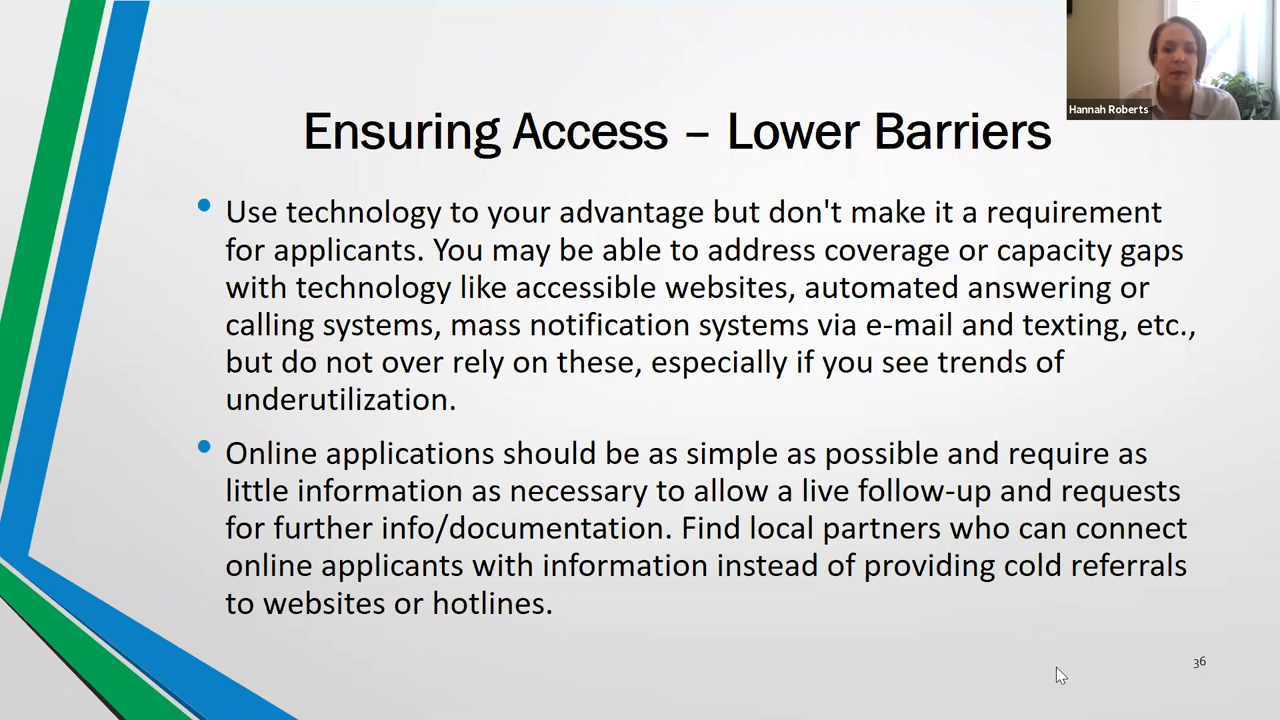 Hannah Roberts
Ensuring Access – Lower Barriers
Use technology to your advantage but don't make it a requirement
for applicants. You may be able to address coverage or capacity gaps
with technology like accessible websites, automated answering or
calling systems, mass notification systems via e-mail and texting, etc.,
but do not over rely on these, especially if you see trends of
underutilization.
Online applications should be as simple as possible and require as
little information as necessary to allow a live follow-up and requests
for further info/documentation. Find local partners who can connect
online applicants with information instead of providing cold referrals
to websites or hotlines.
36